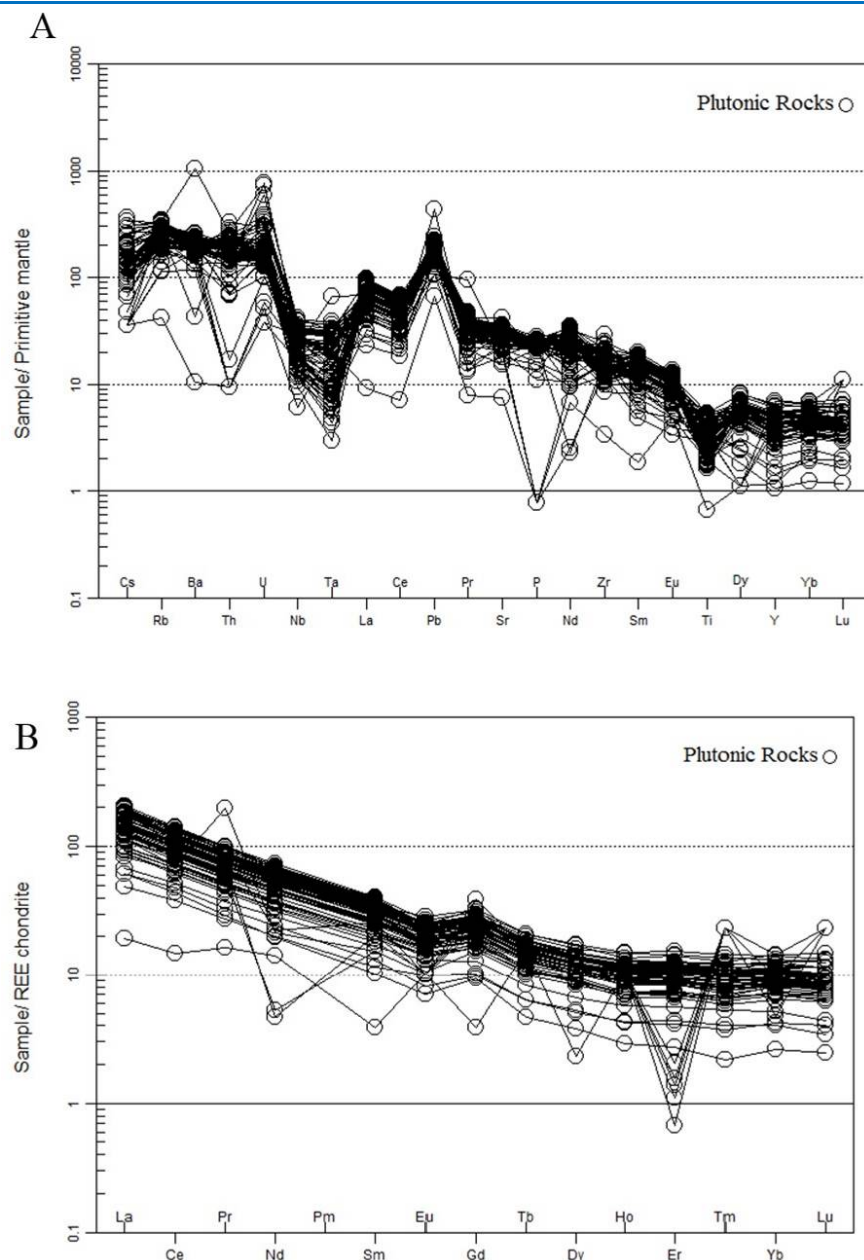 A
Plutonic Rocks
Sample/ Primitive mantle
10000
1000
100
10
1
0.1
Cs Ba U Ta Ce Pr P Zr Eu Dy Yb
Rb Th Nb La Pb Sr Nd Sm Ti Y Lu
B
Plutonic Rocks
Sample/ REE chondrite
1000
100
10
1
0.1
La Pr Pm Eu Tb Ho Tm Lu
Ce Nd Sm Gd Dy Er Yb